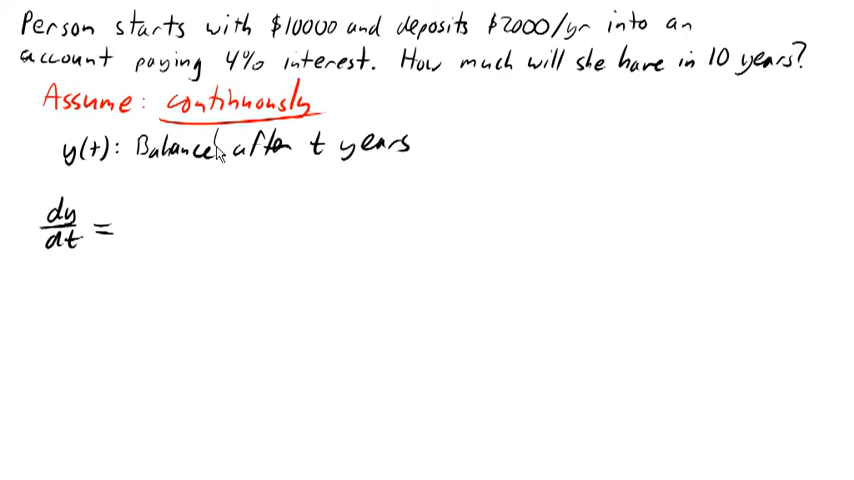 Person starts with $10000 and deposits $2000/yr into an
account paying 4% interest. How much will she have in 10 years?
Assume: continuously
y(t): Balance after t years
dy/dt =